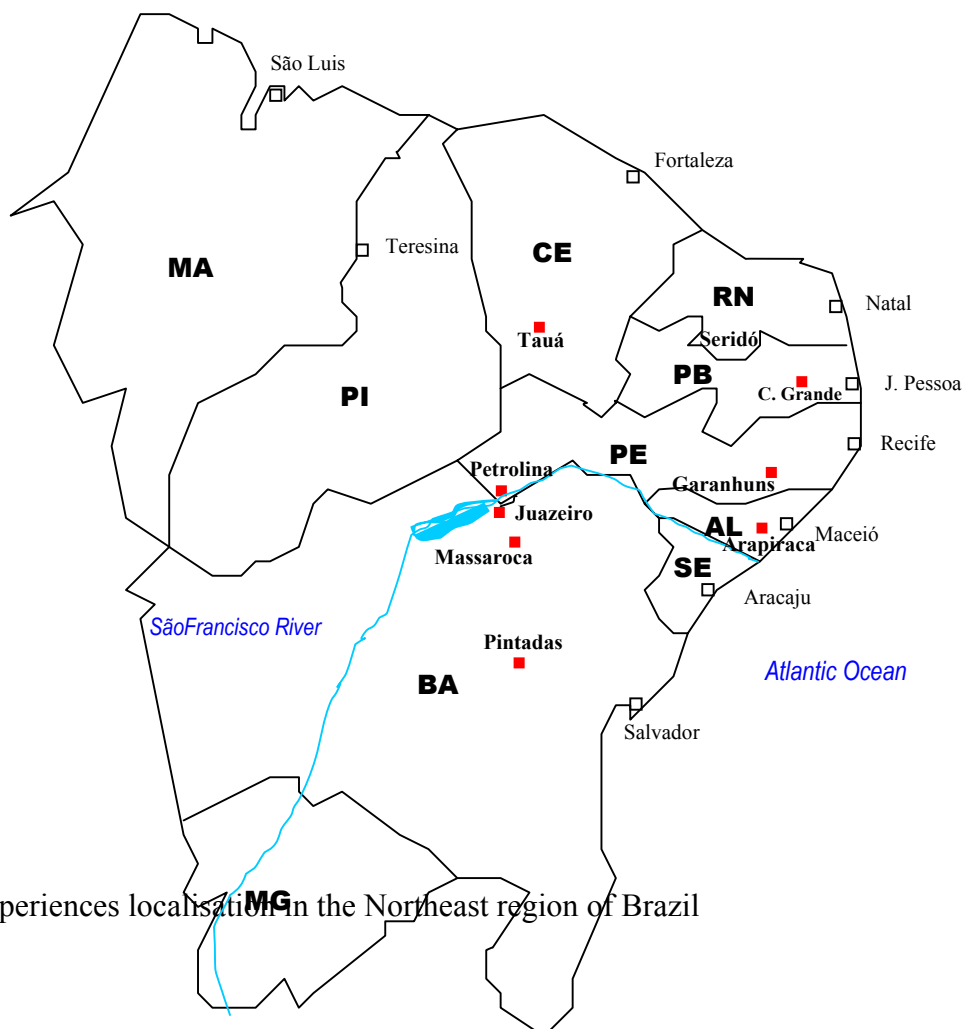 São Luis
Fortaleza
Teresina
CE
MA
RN
Natal
Tauá
Seridó
PB
J. Pessoa
PI
C. Grande
Recife
PE
Petrolina
Garanhuns
Juazeiro
AL
Maceió
Arapiraca
Massaroca
SE
Aracaju
SãoFrancisco River
Pintadas
Atlantic Ocean
BA
Salvador
MG
periences localisation in the Northeast region of Brazil